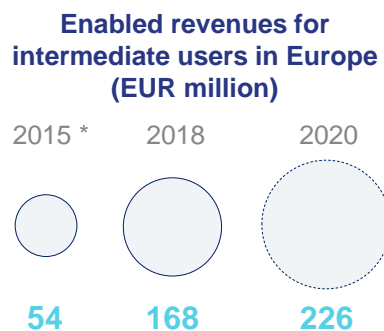 Enabled revenues for
intermediate users in Europe
(EUR million)
2015 * 2018 2020
54 168 226